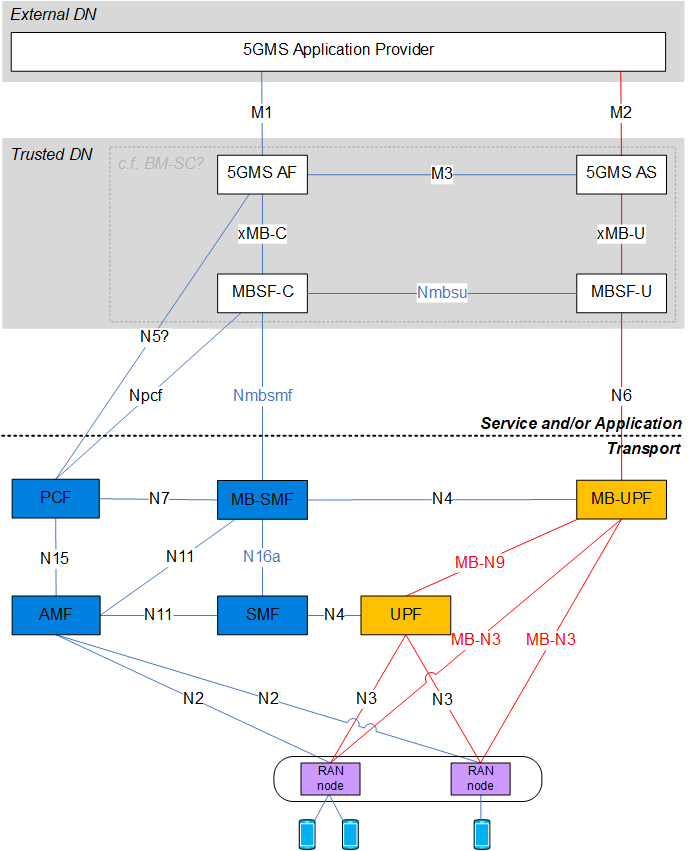 External DN
5GMS Application Provider
M1
M2
Trusted DN
c.f. BM-SC?
5GMS AF
M3
5GMS AS
xMB-C
xMB-U
MBSF-C
Nmbsu
MBSF-U
N5?
Npcf
Nmbsmf
N6
Service and/or Application
Transport
PCF
N7
MB-SMF
N4
MB-UPF
N15
N11
N16a
MB-N9
AMF
N11
SMF
N4
UPF
MB-N3
MB-N3
N2
N2
N3
N3
RAN
node
RAN
node